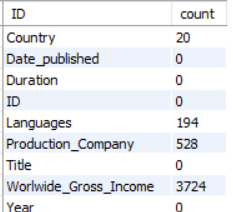 ID count
Country 20
Date_published 0
Duration 0
ID 0
Languages 194
Production_Company 528
Title 0
Worlwide_Gross_Income 3724
Year 0